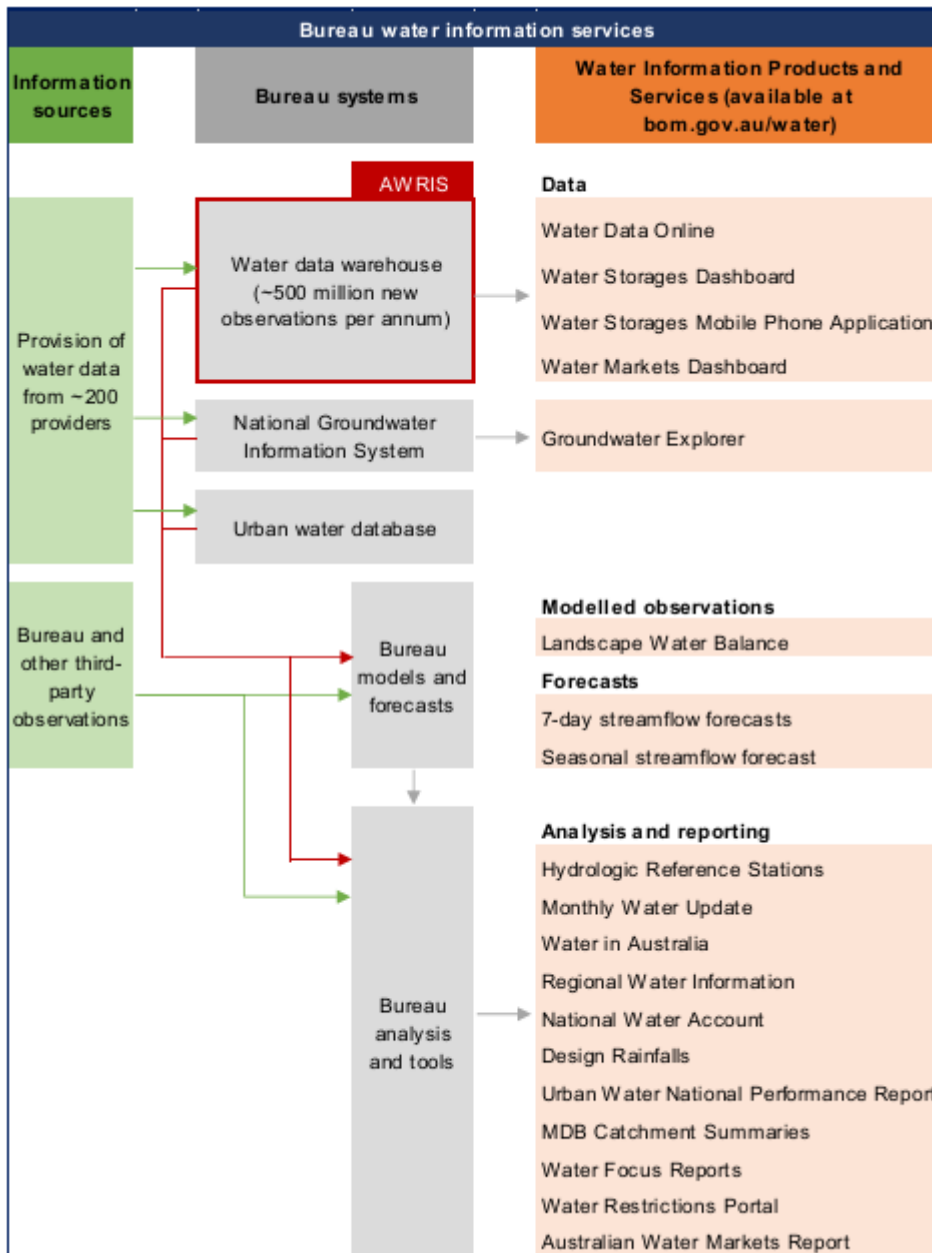 Bureau water information services
Information
sources
Bureau systems
Water Information Products and
Services (available at
bom.gov.au/water)
AWRIS
Data
Provision of
water data
from ~200
providers
Water data warehouse
(~500 million new
observations per annum)
Water Data Online
Water Storages Dashboard
Water Storages Mobile Phone Application
Water Markets Dashboard
National Groundwater
Information System
Groundwater Explorer
Urban water database
Bureau and
other third-
party
observations
Bureau
models and
forecasts
Modelled observations
Landscape Water Balance
Forecasts
7-day streamflow forecasts
Seasonal streamflow forecast
Bureau
analysis
and tools
Analysis and reporting
Hydrologic Reference Stations
Monthly Water Update
Water in Australia
Regional Water Information
National Water Account
Design Rainfalls
Urban Water National Performance Report
MDB Catchment Summaries
Water Focus Reports
Water Restrictions Portal
Australian Water Markets Report